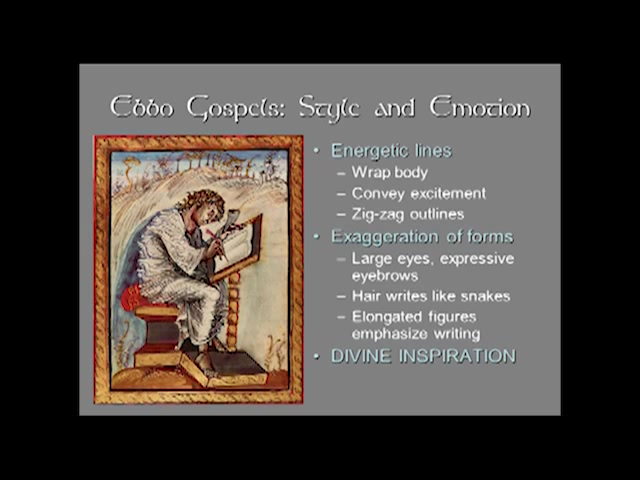 Ebbo Gospels: Style and Emotion
• Energetic lines
– Wrap body
– Convey excitement
– Zig-zag outlines
• Exaggeration of forms
– Large eyes, expressive
eyebrows
– Hair writes like snakes
– Elongated figures
emphasize writing
• DIVINE INSPIRATION